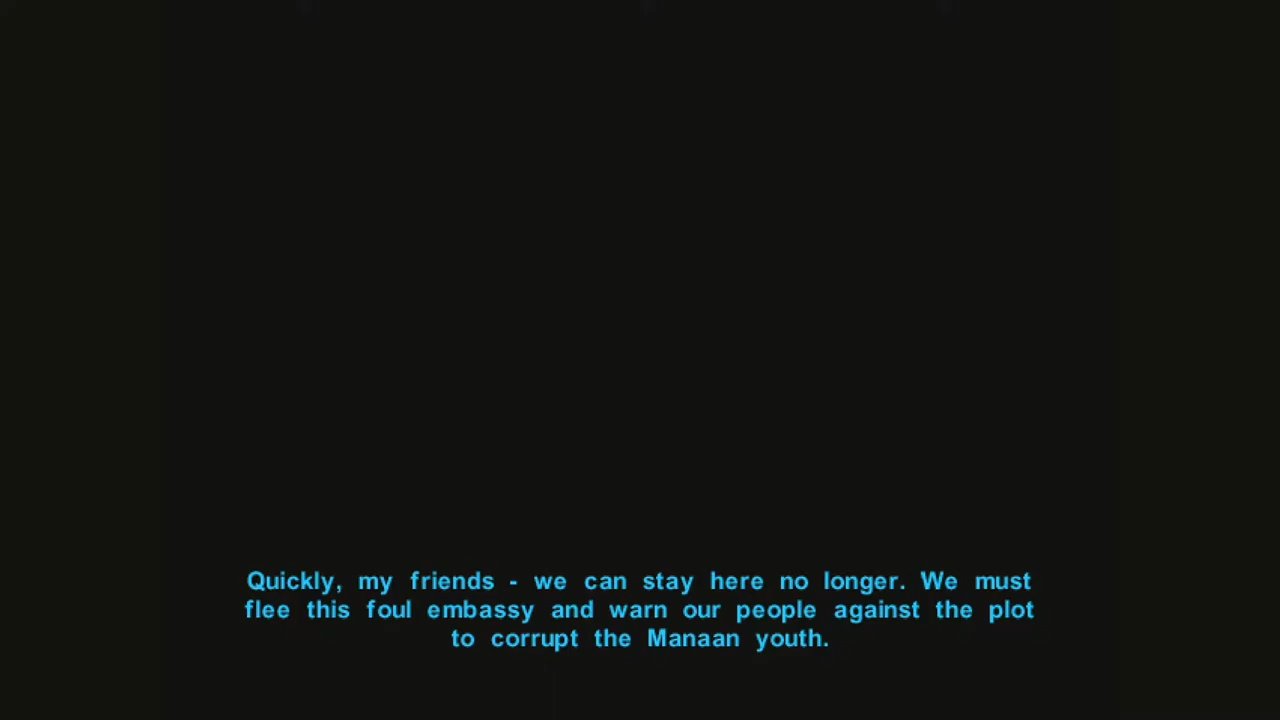 Quickly, my friends - we can stay here no longer. We must
flee this foul embassy and warn our people against the plot
to corrupt the Manaan youth.